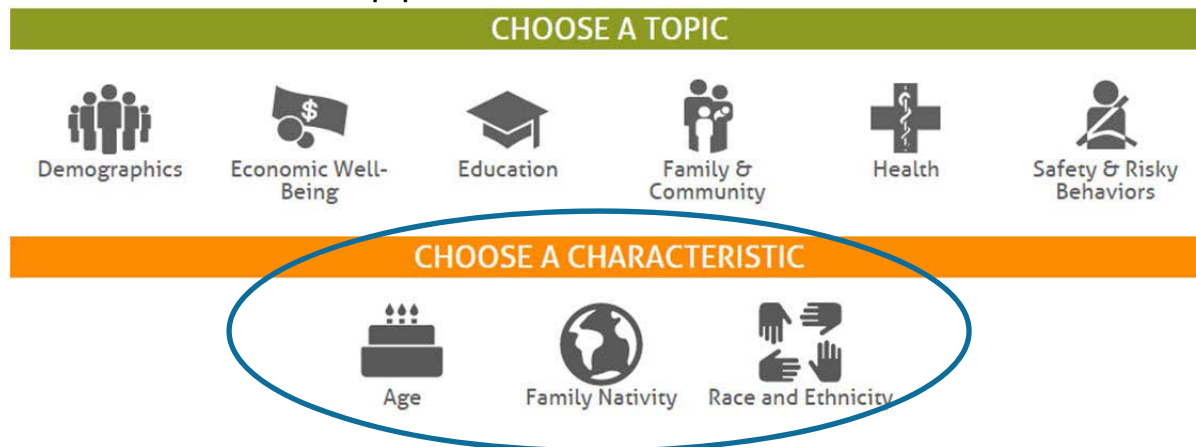 CHOOSE A TOPIC
Demographics
Economic Well-
Being
Education
Family &
Community
Health
Safety & Risky
Behaviors
CHOOSE A CHARACTERISTIC
Age
Family Nativity
Race and Ethnicity